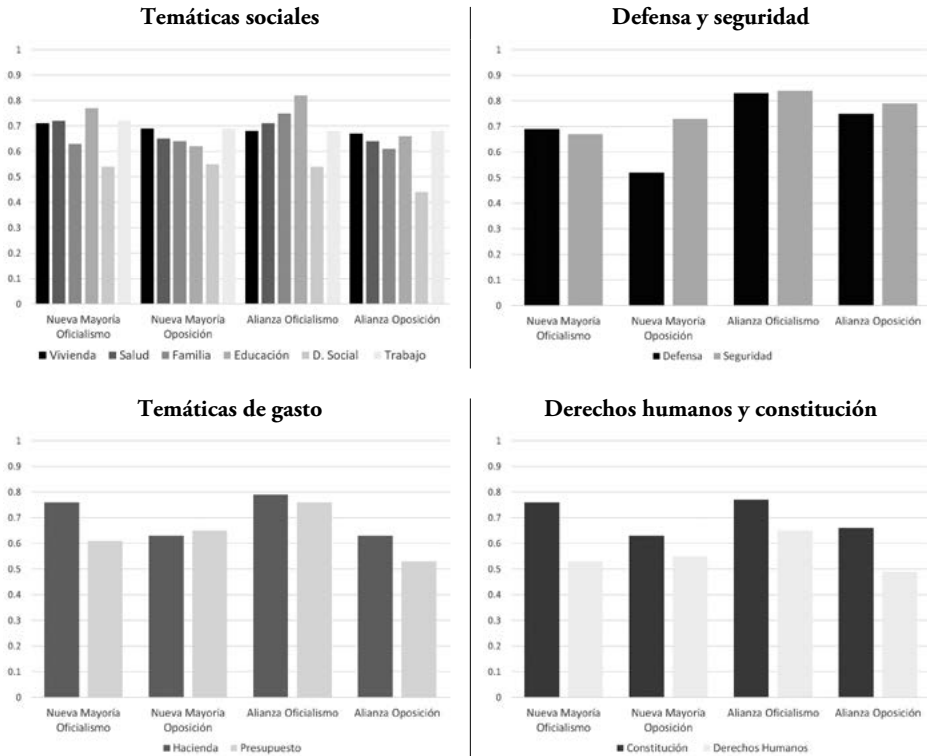 Temáticas sociales
1
0.9
0.8
0.7
0.6
0.5
0.4
0.3
0.2
0.1
0
Nueva Mayoría Oficialismo
Nueva Mayoría Oposición
Alianza Oficialismo
Alianza Oposición
Vivienda Salud Familia Educación D. Social Trabajo
Defensa y seguridad
1
0.9
0.8
0.7
0.6
0.5
0.4
0.3
0.2
0.1
0
Nueva Mayoría Oficialismo
Nueva Mayoría Oposición
Alianza Oficialismo
Alianza Oposición
Defensa Seguridad
Temáticas de gasto
1
0.9
0.8
0.7
0.6
0.5
0.4
0.3
0.2
0.1
0
Nueva Mayoría Oficialismo
Nueva Mayoría Oposición
Alianza Oficialismo
Alianza Oposición
Hacienda Presupuesto
Derechos humanos y constitución
1
0.9
0.8
0.7
0.6
0.5
0.4
0.3
0.2
0.1
0
Nueva Mayoría Oficialismo
Nueva Mayoría Oposición
Alianza Oficialismo
Alianza Oposición
Constitución Derechos Humanos